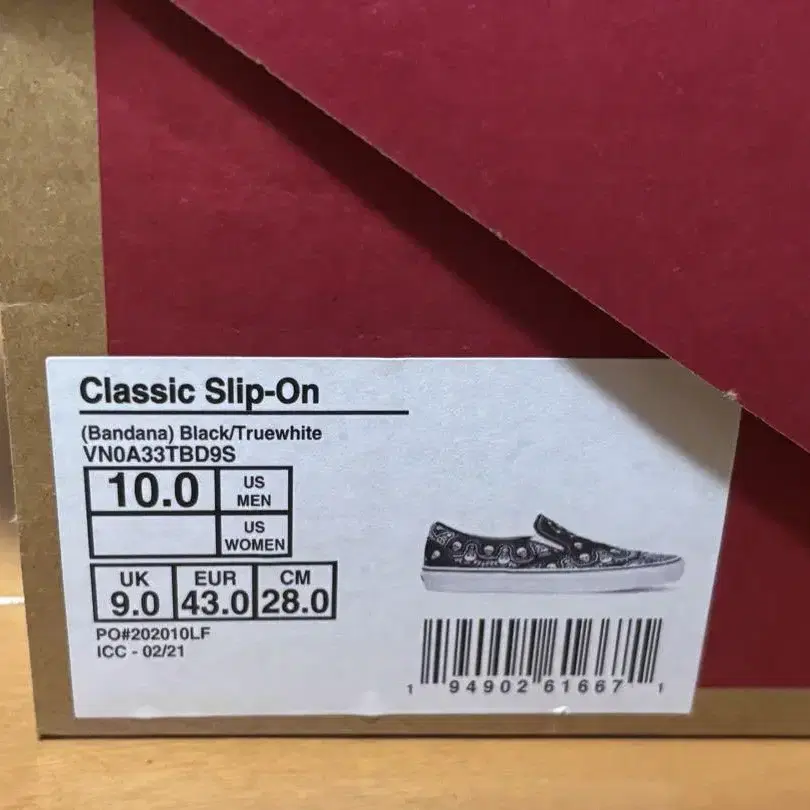 Classic Slip-On
(Bandana) Black/Truewhite
VN0A33TBD9S
10.0 US MEN
US WOMEN
UK EUR CM
9.0 43.0 28.0
PO#202010LF
ICC - 02/21
1 94902 61667 1